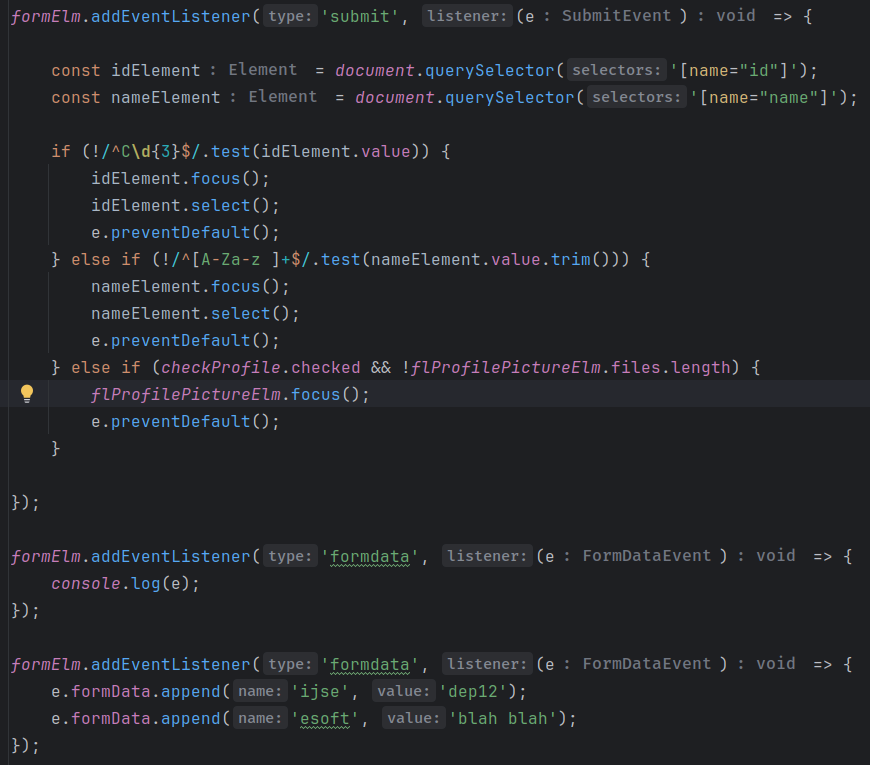 formElm.addEventListener( type: 'submit', listener: (e : SubmitEvent ) : void => {
const idElement : Element = document.querySelector( selectors: '[name="id"]');
const nameElement : Element = document.querySelector( selectors: '[name="name"]');
if (!/^C\d{3}$/.test(idElement.value)) {
idElement.focus();
idElement.select();
e.preventDefault();
} else if (!/^[A-Za-z ]+$/.test(nameElement.value.trim())) {
nameElement.focus();
nameElement.select();
e.preventDefault();
} else if (checkProfile.checked && !flProfilePictureElm.files.length) {
flProfilePictureElm.focus();
e.preventDefault();
}
});
formElm.addEventListener( type: 'formdata', listener: (e : FormDataEvent ) : void => {
console.log(e);
});
formElm.addEventListener( type: 'formdata', listener: (e : FormDataEvent ) : void => {
e.formData.append( name: 'ijse', value: 'dep12');
e.formData.append( name: 'esoft', value: 'blah blah');
});